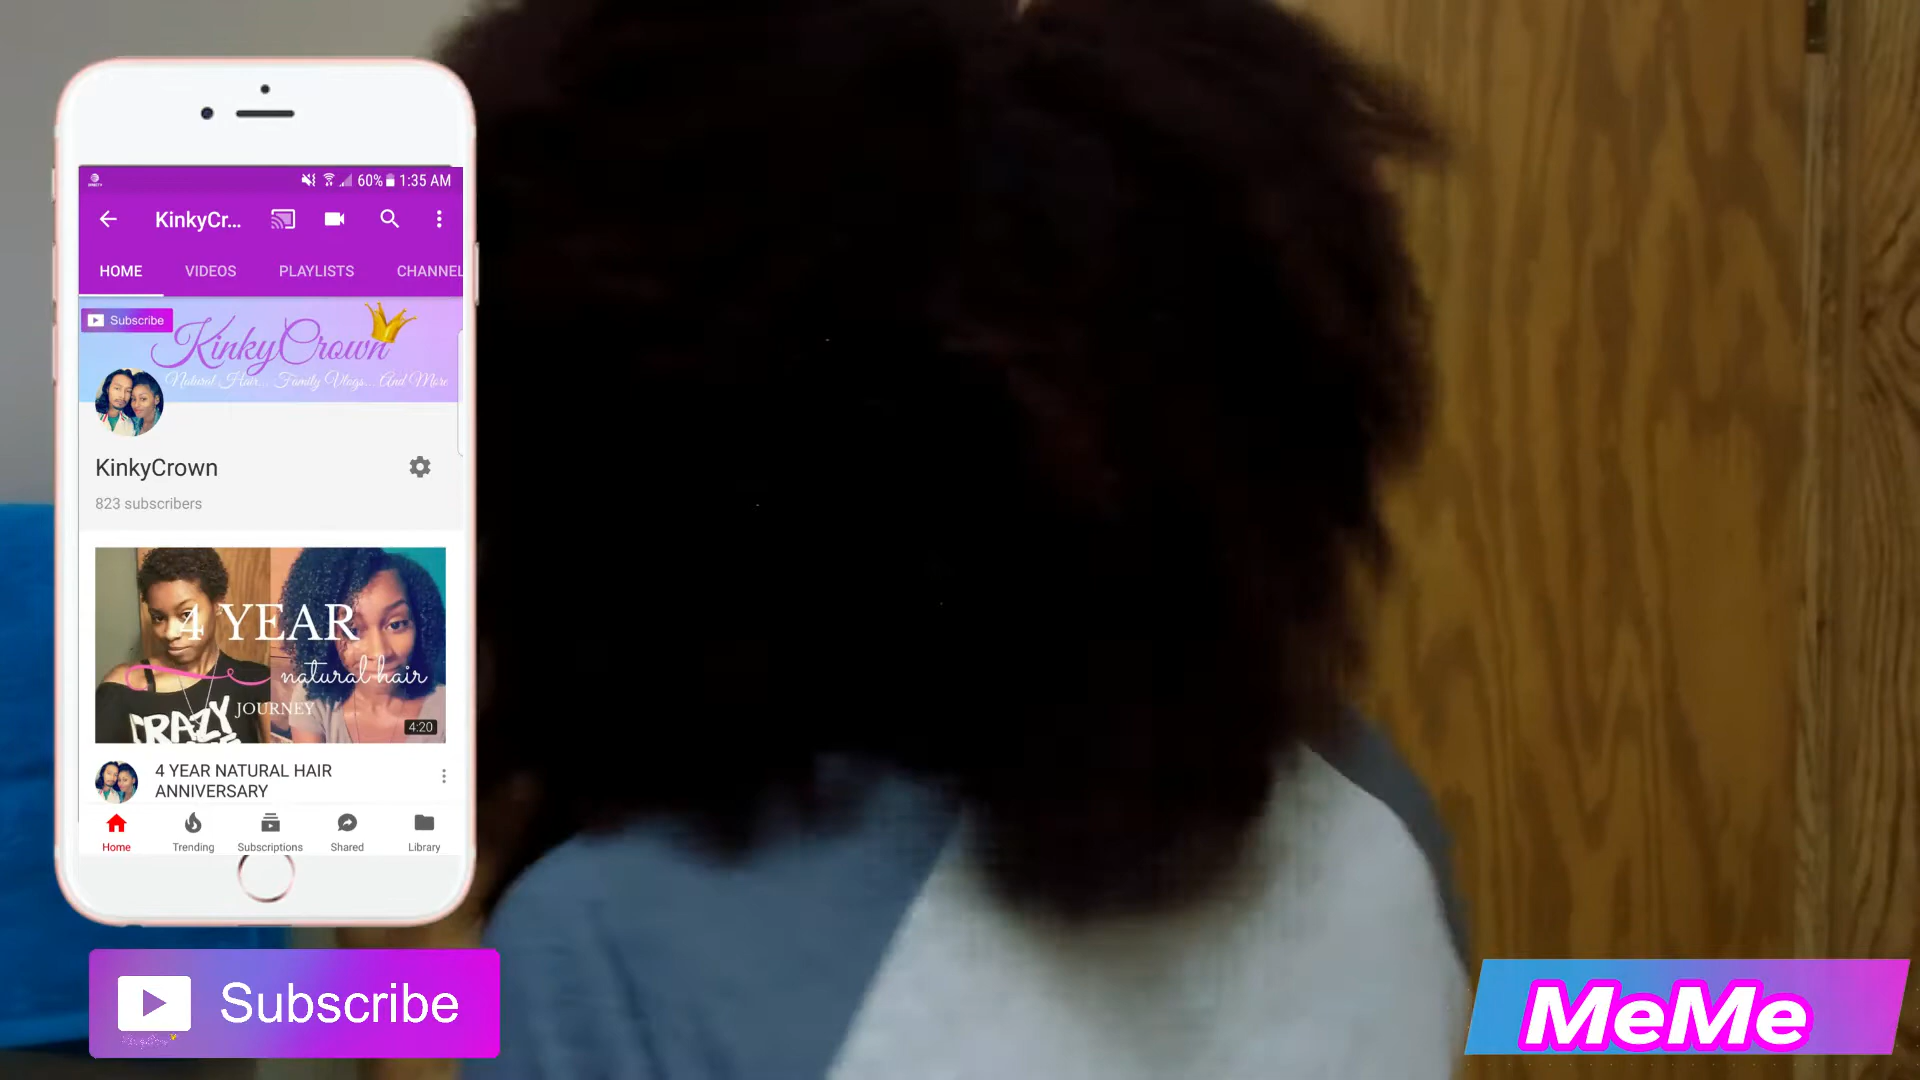 60% 1:35 AM
KinkyCr...
HOME VIDEOS PLAYLISTS CHANNEL
Subscribe
KinkyCrown
Natural Hair... Family Vlogs... And More
KinkyCrown
823 subscribers
4 YEAR
natural hair
JOURNEY
CRAZY
4:20
4 YEAR NATURAL HAIR
ANNIVERSARY
Home Trending Subscriptions Shared Library
Subscribe
MeMe